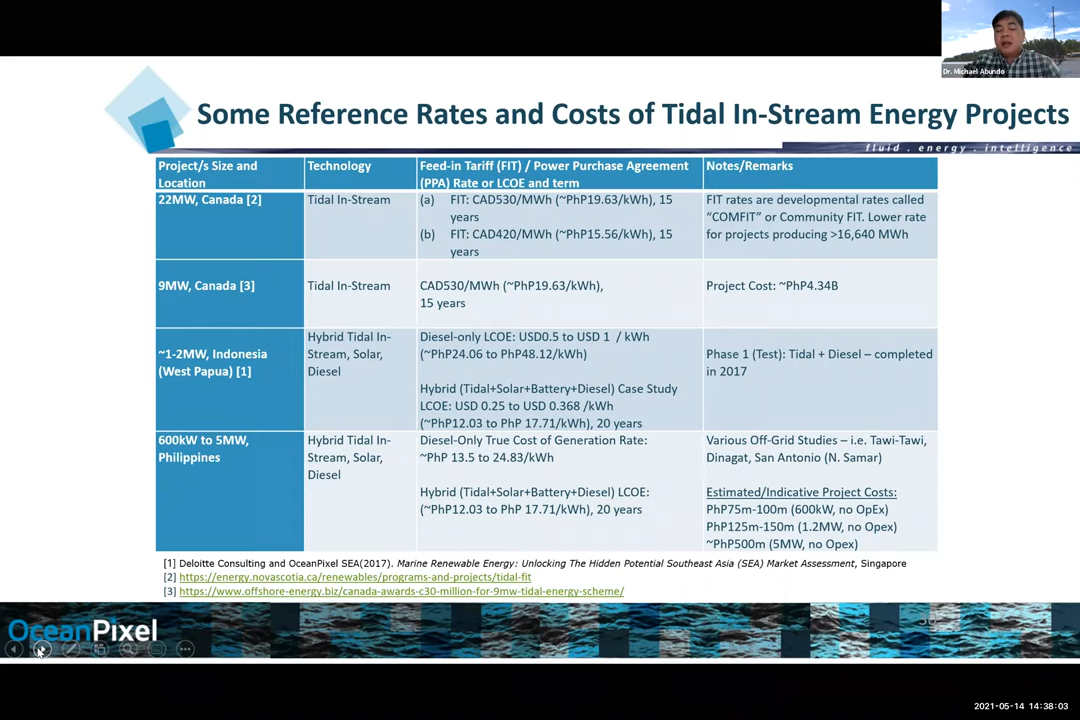 Dr. Michael Abundo
Some Reference Rates and Costs of Tidal In-Stream Energy Projects
fluid . energy . intelligence
Project/s Size and
Location
Technology
Feed-in Tariff (FIT) / Power Purchase Agreement
(PPA) Rate or LCOE and term
Notes/Remarks
22MW, Canada [2]
Tidal In-Stream
(a) FIT: CAD530/MWh (~PhP19.63/kWh), 15
years
(b) FIT: CAD420/MWh (~PhP15.56/kWh), 15
years
FIT rates are developmental rates called
“COMFIT” or Community FIT. Lower rate
for projects producing >16,640 MWh
9MW, Canada [3]
Tidal In-Stream
CAD530/MWh (~PhP19.63/kWh),
15 years
Project Cost: ~PhP4.34B
~1-2MW, Indonesia
(West Papua) [1]
Hybrid Tidal In-
Stream, Solar,
Diesel
Diesel-only LCOE: USD0.5 to USD 1 / kWh
(~PhP24.06 to PhP48.12/kWh)
Hybrid (Tidal+Solar+Battery+Diesel) Case Study
LCOE: USD 0.25 to USD 0.368 /kWh
(~PhP12.03 to PhP 17.71/kWh), 20 years
Phase 1 (Test): Tidal + Diesel – completed
in 2017
600kW to 5MW,
Philippines
Hybrid Tidal In-
Stream, Solar,
Diesel
Diesel-Only True Cost of Generation Rate:
~PhP 13.5 to 24.83/kWh
Hybrid (Tidal+Solar+Battery+Diesel) LCOE:
(~PhP12.03 to PhP 17.71/kWh), 20 years
Various Off-Grid Studies – i.e. Tawi-Tawi,
Dinagat, San Antonio (N. Samar)
Estimated/Indicative Project Costs:
PhP75m-100m (600kW, no OpEx)
PhP125m-150m (1.2MW, no Opex)
~PhP500m (5MW, no Opex)
[1] Deloitte Consulting and OceanPixel SEA(2017). Marine Renewable Energy: Unlocking The Hidden Potential Southeast Asia (SEA) Market Assessment, Singapore
[2] https://energy.novascotia.ca/renewables/programs-and-projects/tidal-fit
[3] https://www.offshore-energy.biz/canada-awards-c30-million-for-9mw-tidal-energy-scheme/
OceanPixel
2021-05-14 14:38:03